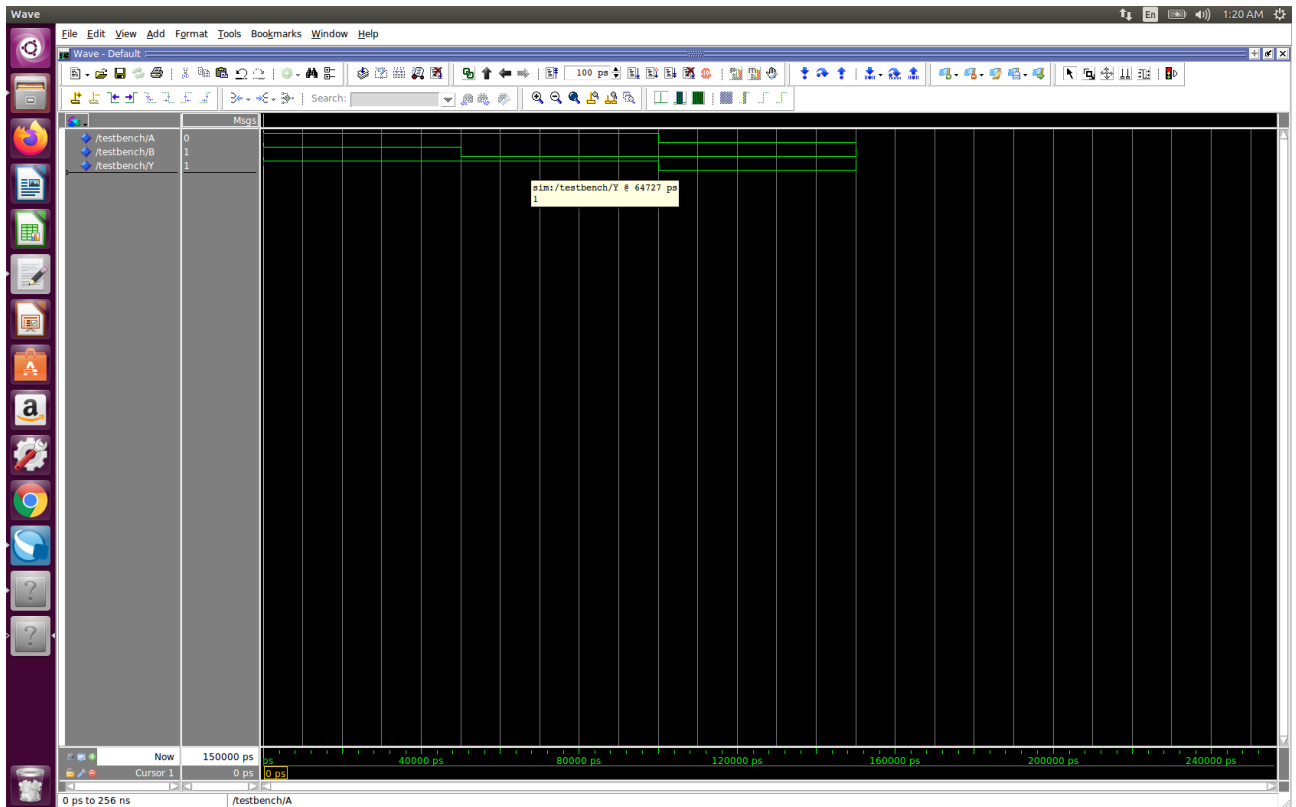 Wave
En 1:20 AM
File Edit View Add Format Tools Bookmarks Window Help
Wave - Default
100 ps
Search:
Msgs
/testbench/A 0
/testbench/B 1
/testbench/Y 1
sim:/testbench/Y @ 64727 ps
1
Now 150000 ps
ps 40000 ps 80000 ps 120000 ps 160000 ps 200000 ps 240000 ps
Cursor 1 0 ps 0 ps
0 ps to 256 ns /testbench/A